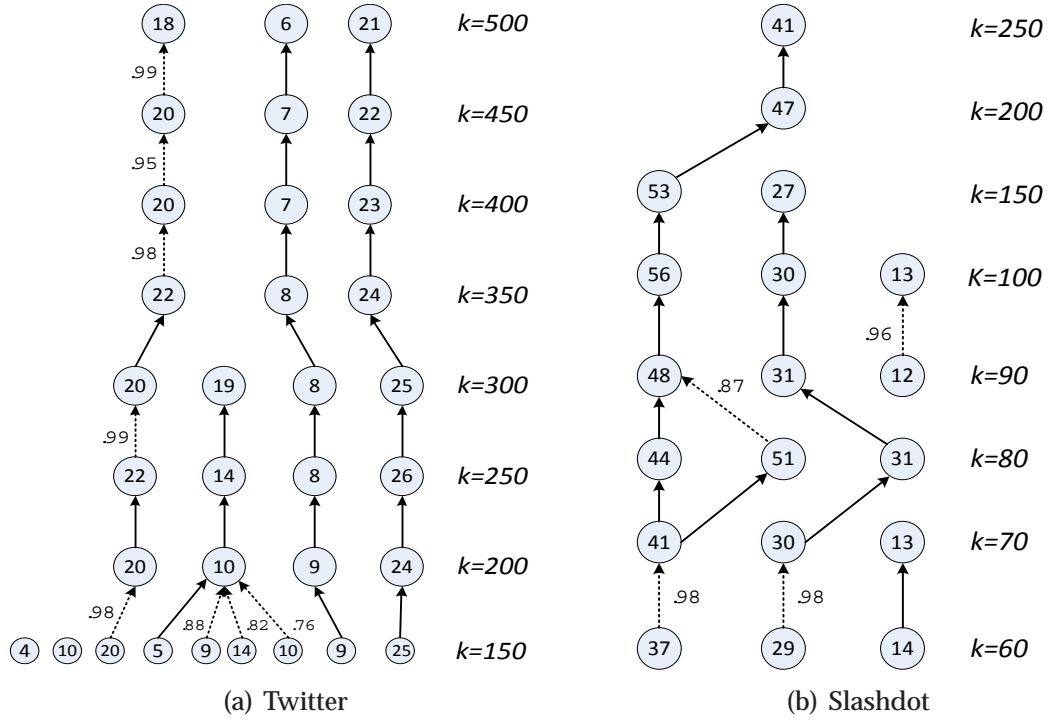 18 6 21 k=500
.99
20 7 22 k=450
.95
20 7 23 k=400
.98
22 8 24 k=350
20 19 8 25 k=300
.99
22 14 8 26 k=250
20 10 9 24 k=200
.98 .88 .82 .76
4 10 20 5 9 14 10 9 25 k=150
(a) Twitter
41 k=250
47 k=200
53 27 k=150
56 30 13 K=100
.96
48 31 12 k=90
.87
44 51 31 k=80
41 30 13 k=70
.98 .98
37 29 14 k=60
(b) Slashdot